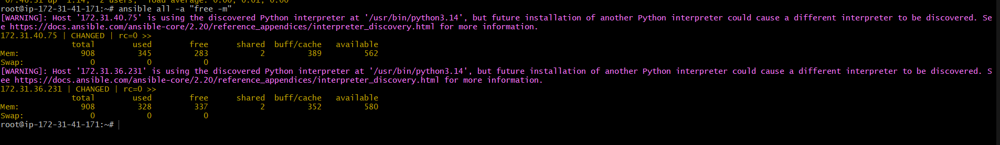 07:46:31 up  1:14,  2 users,  load average: 0.00, 0.01, 0.00
root@ip-172-31-41-171:~# ansible all -a "free -m"
[WARNING]: Host '172.31.40.75' is using the discovered Python interpreter at '/usr/bin/python3.14', but future installation of another Python interpreter could cause a different interpreter to be discovered. Se
e https://docs.ansible.com/ansible-core/2.20/reference_appendices/interpreter_discovery.html for more information.
172.31.40.75 | CHANGED | rc=0 >>
               total        used        free      shared  buff/cache   available
Mem:             908         345         283           2         389         562
Swap:              0           0           0
[WARNING]: Host '172.31.36.231' is using the discovered Python interpreter at '/usr/bin/python3.14', but future installation of another Python interpreter could cause a different interpreter to be discovered. S
ee https://docs.ansible.com/ansible-core/2.20/reference_appendices/interpreter_discovery.html for more information.
172.31.36.231 | CHANGED | rc=0 >>
               total        used        free      shared  buff/cache   available
Mem:             908         328         337           2         352         580
Swap:              0           0           0
root@ip-172-31-41-171:~#